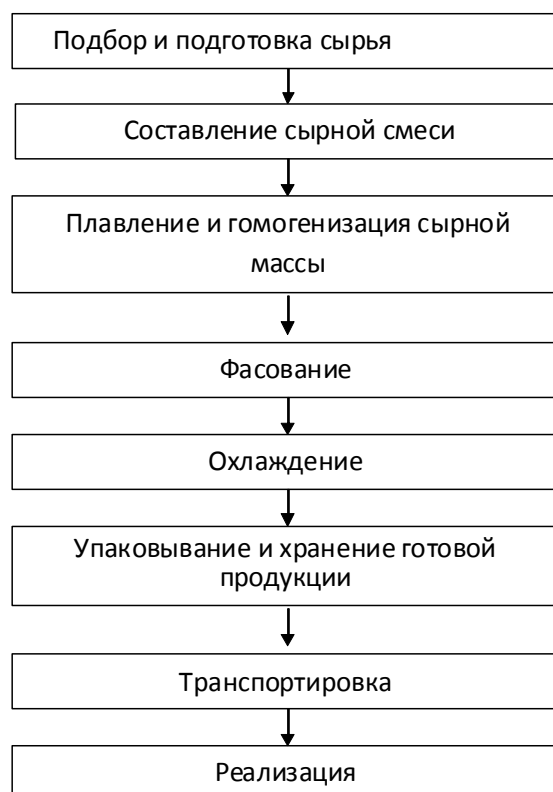 Подбор и подготовка сырья
Составление сырной смеси
Плавление и гомогенизация сырной
массы
Фасование
Охлаждение
Упаковывание и хранение готовой
продукции
Транспортировка
Реализация